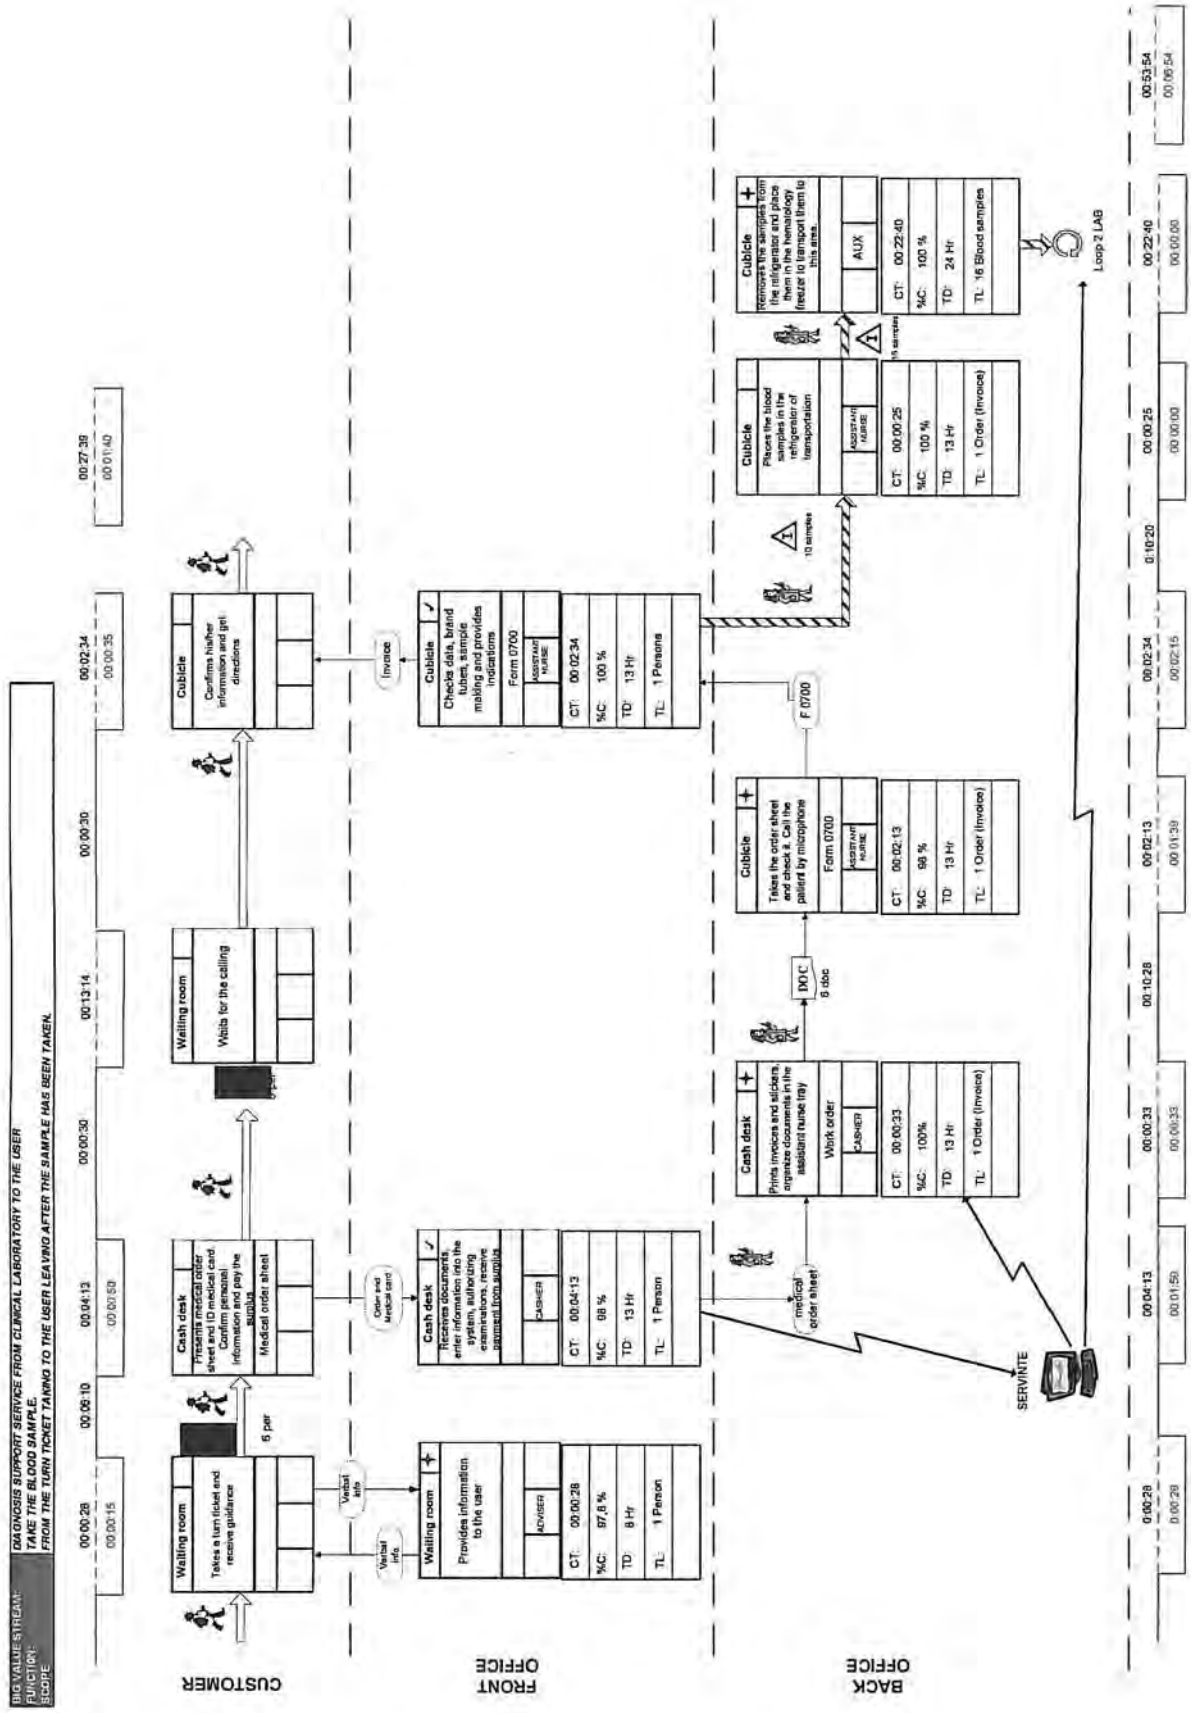 BIG VALUE STREAM: DIAGNOSIS SUPPORT SERVICE FROM CLINICAL LABORATORY TO THE USER
FUNCTION: TAKE THE BLOOD SAMPLE.
SCOPE FROM THE TURN TICKET TAKING TO THE USER LEAVING AFTER THE SAMPLE HAS BEEN TAKEN.
00:00:28
00:06:10
00:04:13
00:00:30
00:13:14
00:00:30
00:02:34
00:27:39
00:00:15
00:00:50
00:00:35
00:01:40
CUSTOMER
Waiting room
Takes a turn ticket and
receive guidance
6 per
Cash desk
Presents medical order
sheet and ID medical card.
Confirm personal
information and pay the
surplus
Medical order sheet
Waiting room
Waits for the calling
per
Cubicle
Confirms his/her
information and get
directions
Verbal
info.
Verbal
info
Order and
Medical card
Invoice
FRONT
OFFICE
Waiting room
Provides information
to the user
ADVISER
CT: 00:00:28
%C: 97,8 %
TD: 8 Hr
TL: 1 Person
Cash desk ✓
Receives documents,
enter information into the
system, authorizing
examinations, receive
payment from surplus
CASHIER
CT: 00:04:13
%C: 98 %
TD: 13 Hr
TL: 1 Person
Cubicle ✓
Checks data, brand
tubes, sample
making and provides
indications
Form 0700
ASSISTANT
NURSE
CT: 00:02:34
%C: 100 %
TD: 13 Hr
TL: 1 Persons
BACK
OFFICE
medical
order sheet
SERVINTE
Cash desk
Prints invoices and stickers,
organize documents in the
assistant nurse tray
Work order
CASHIER
CT: 00:00:33
%C: 100%
TD: 13 Hr
TL: 1 Order (Invoice)
DOC
6 doc
Cubicle
Takes the order sheet
and check it. Call the
patient by microphone
Form 0700
ASSISTANT
NURSE
CT: 00:02:13
%C: 98 %
TD: 13 Hr
TL: 1 Order (Invoice)
F 0700
I
10 samples
Cubicle
Places the blood
samples in the
refrigerator of
transportation
ASSISTANT
NURSE
CT: 00:00:25
%C: 100 %
TD: 13 Hr
TL: 1 Order (Invoice)
I
samples
Cubicle
Removes the samples from
the refrigerator and place
them in the hematology
freezer to transport them to
this area.
AUX
CT: 00:22:40
%C: 100 %
TD: 24 Hr
TL: 16 Blood samples
Loop 2 LAB
0:00:28
00:04:13
00:00:33
00:10:28
00:02:13
00:02:34
0:10:20
00:00:25
00:22:40
00:53:54
0:00:28
00:01:50
00:00:33
00:01:39
00:02:15
00:00:00
00:00:00
00:06:54